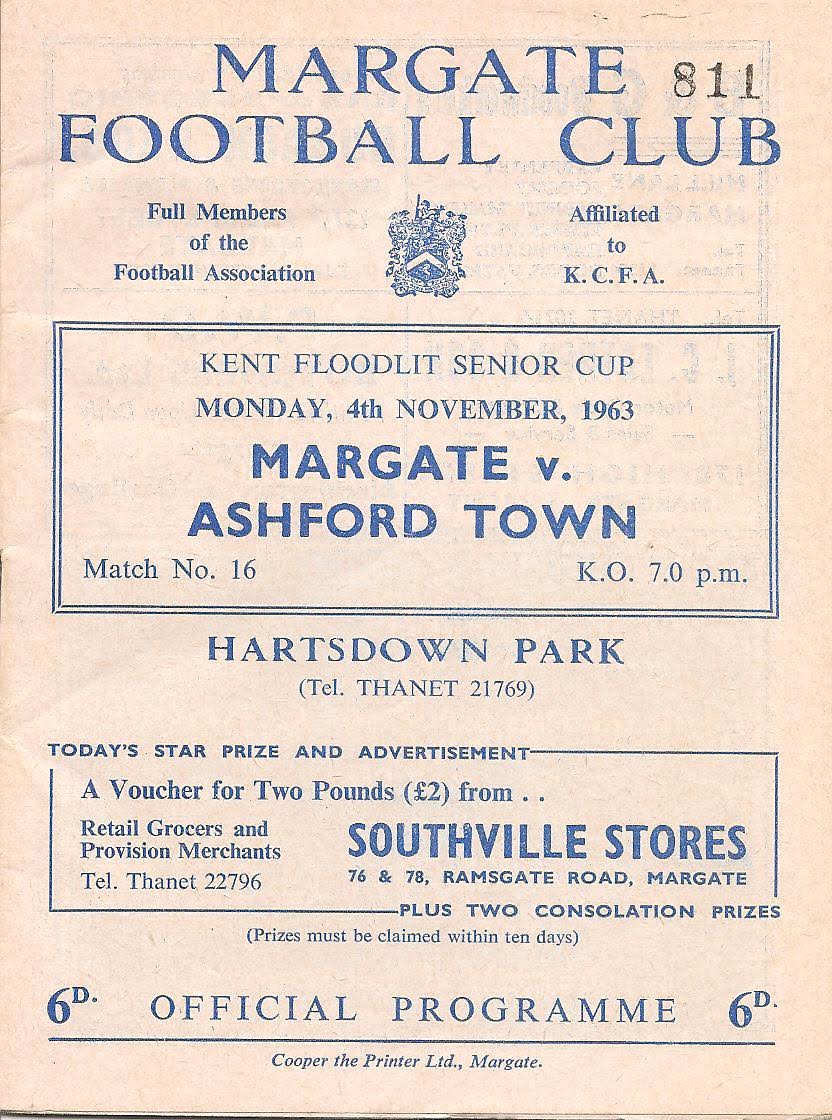 MARGATE 811
FOOTBALL CLUB
Full Members
of the
Football Association
Affiliated
to
K.C.F.A.
KENT FLOODLIT SENIOR CUP
MONDAY, 4th NOVEMBER, 1963
MARGATE v.
ASHFORD TOWN
Match No. 16 K.O. 7.0 p.m.
HARTSDOWN PARK
(Tel. THANET 21769)
TODAY'S STAR PRIZE AND ADVERTISEMENT
A Voucher for Two Pounds (£2) from . .
Retail Grocers and
Provision Merchants
Tel. Thanet 22796
SOUTHVILLE STORES
76 & 78, RAMSGATE ROAD, MARGATE
PLUS TWO CONSOLATION PRIZES
(Prizes must be claimed within ten days)
6D. OFFICIAL PROGRAMME 6D.
Cooper the Printer Ltd., Margate.